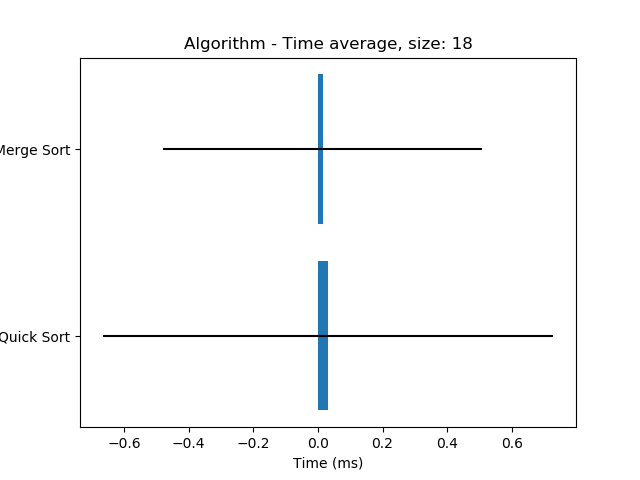 Algorithm - Time average, size: 18
Merge Sort
Quick Sort
−0.6 −0.4 −0.2 0.0 0.2 0.4 0.6
Time (ms)